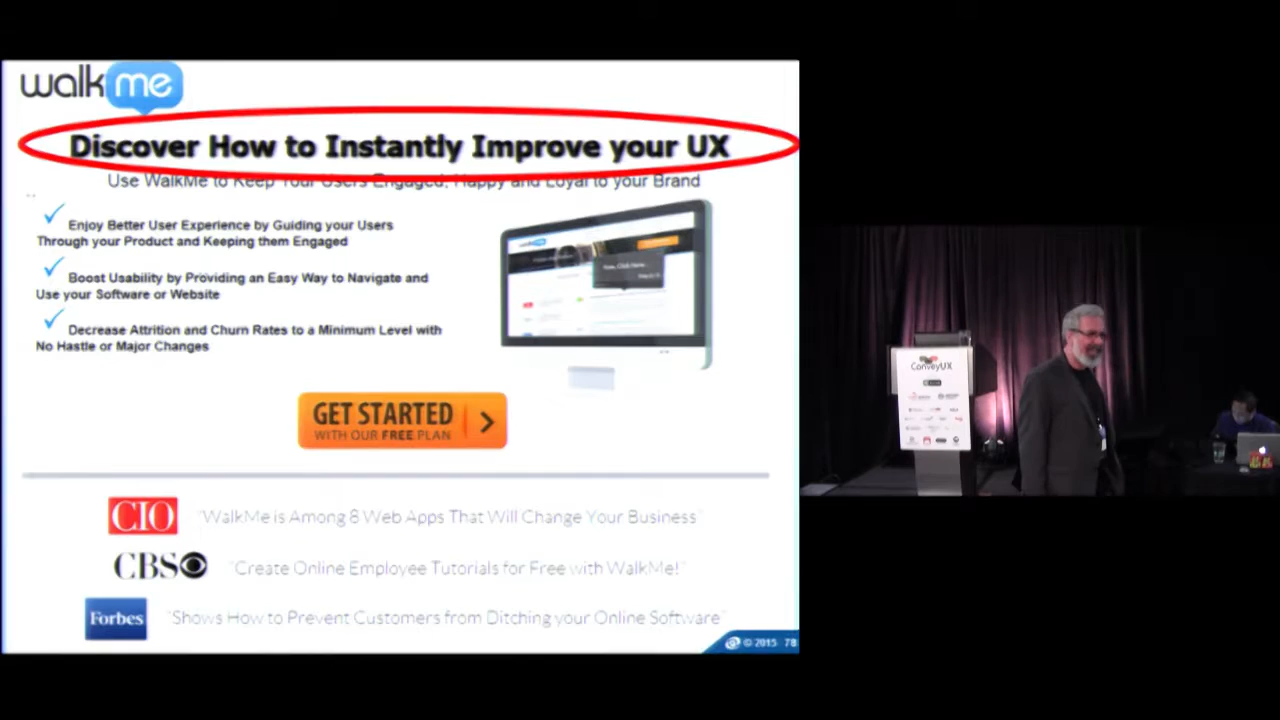 walkme
Discover How to Instantly Improve your UX
Use WalkMe to Keep Your Users Engaged, Happy and Loyal to your Brand
Enjoy Better User Experience by Guiding your Users
Through your Product and Keeping them Engaged
Boost Usability by Providing an Easy Way to Navigate and
Use your Software or Website
Decrease Attrition and Churn Rates to a Minimum Level with
No Hastle or Major Changes
GET STARTED
WITH OUR FREE PLAN
CIO "WalkMe is Among 8 Web Apps That Will Change Your Business"
CBS "Create Online Employee Tutorials for Free with WalkMe!"
Forbes "Shows How to Prevent Customers from Ditching your Online Software"
© 2015 78
ConveyUX